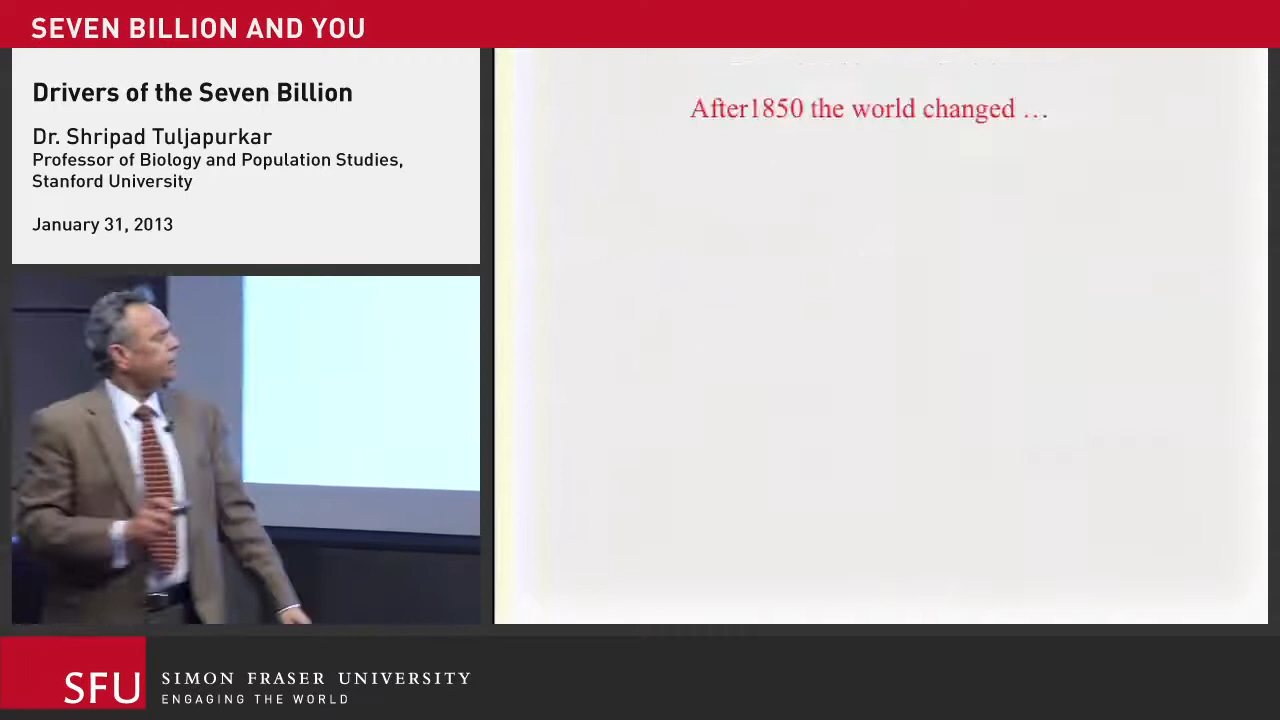 SEVEN BILLION AND YOU
Drivers of the Seven Billion
Dr. Shripad Tuljapurkar
Professor of Biology and Population Studies,
Stanford University
January 31, 2013
After1850 the world changed …
SFU
SIMON FRASER UNIVERSITY
ENGAGING THE WORLD